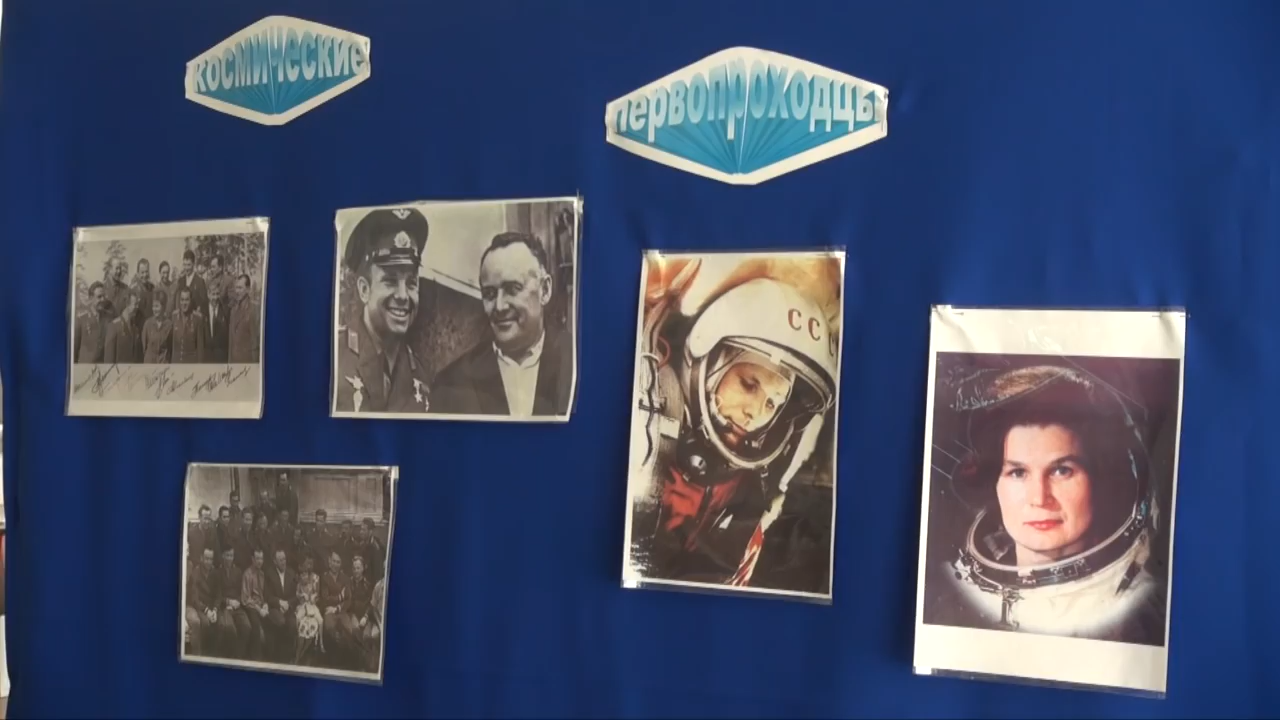 космические
первопроходцы
СС